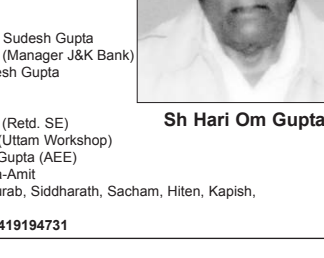 Sudesh Gupta
(Manager J&K Bank)
esh Gupta
(Retd. SE)
Sh Hari Om Gupta
(Uttam Workshop)
Gupta (AEE)
-Amit
rab, Siddharath, Sacham, Hiten, Kapish,
419194731